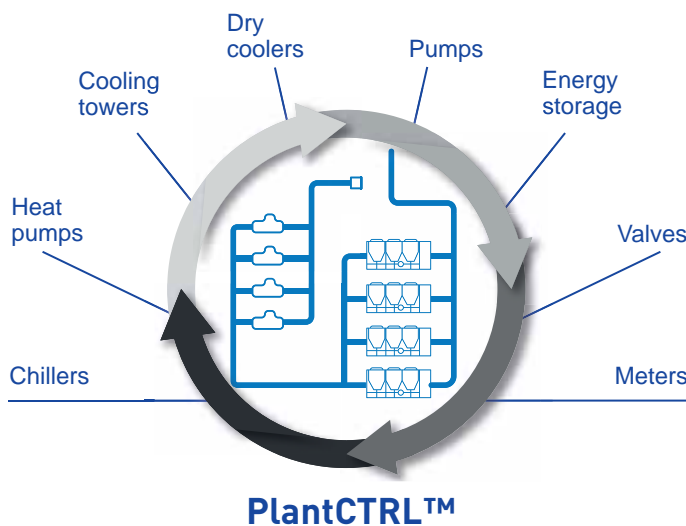 Dry
coolers
Pumps
Cooling
towers
Energy
storage
Heat
pumps
Valves
Chillers
Meters
PlantCTRL™